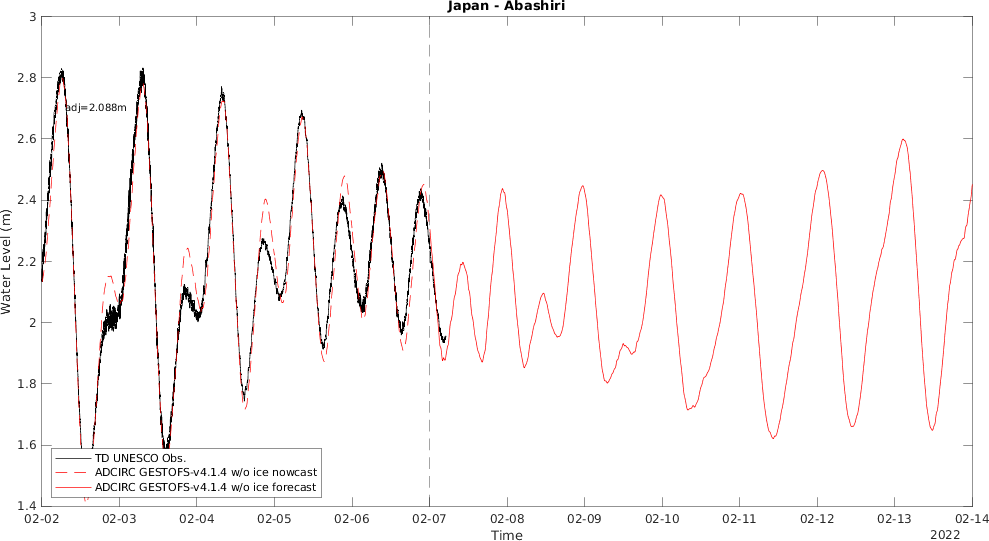 Japan - Abashiri
3
2.8
2.6
2.4
2.2
2
1.8
1.6
1.4
Water Level (m)
adj=2.088m
TD UNESCO Obs.
ADCIRC GESTOFS-v4.1.4 w/o ice nowcast
ADCIRC GESTOFS-v4.1.4 w/o ice forecast
02-02 02-03 02-04 02-05 02-06 02-07 02-08 02-09 02-10 02-11 02-12 02-13 02-14
Time
2022